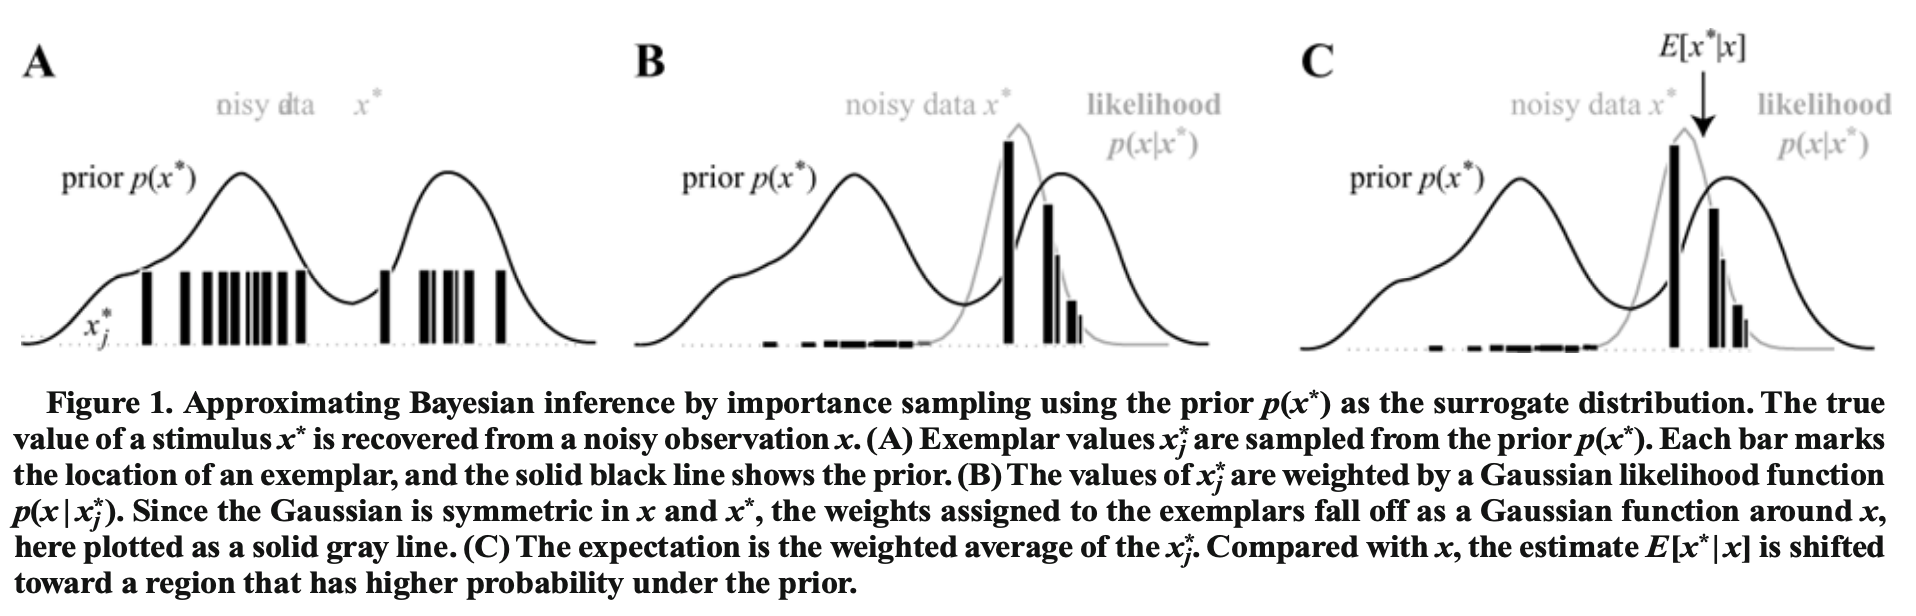 A
B
C
E[x*|x]
oisy dta x*
noisy data x*
likelihood
p(x|x*)
noisy data x*
likelihood
p(x|x*)
prior p(x*)
prior p(x*)
prior p(x*)
x*j
Figure 1. Approximating Bayesian inference by importance sampling using the prior p(x*) as the surrogate distribution. The true
value of a stimulus x* is recovered from a noisy observation x. (A) Exemplar values x*j are sampled from the prior p(x*). Each bar marks
the location of an exemplar, and the solid black line shows the prior. (B) The values of x*j are weighted by a Gaussian likelihood function
p(x|x*j). Since the Gaussian is symmetric in x and x*, the weights assigned to the exemplars fall off as a Gaussian function around x,
here plotted as a solid gray line. (C) The expectation is the weighted average of the x*j. Compared with x, the estimate E[x*|x] is shifted
toward a region that has higher probability under the prior.